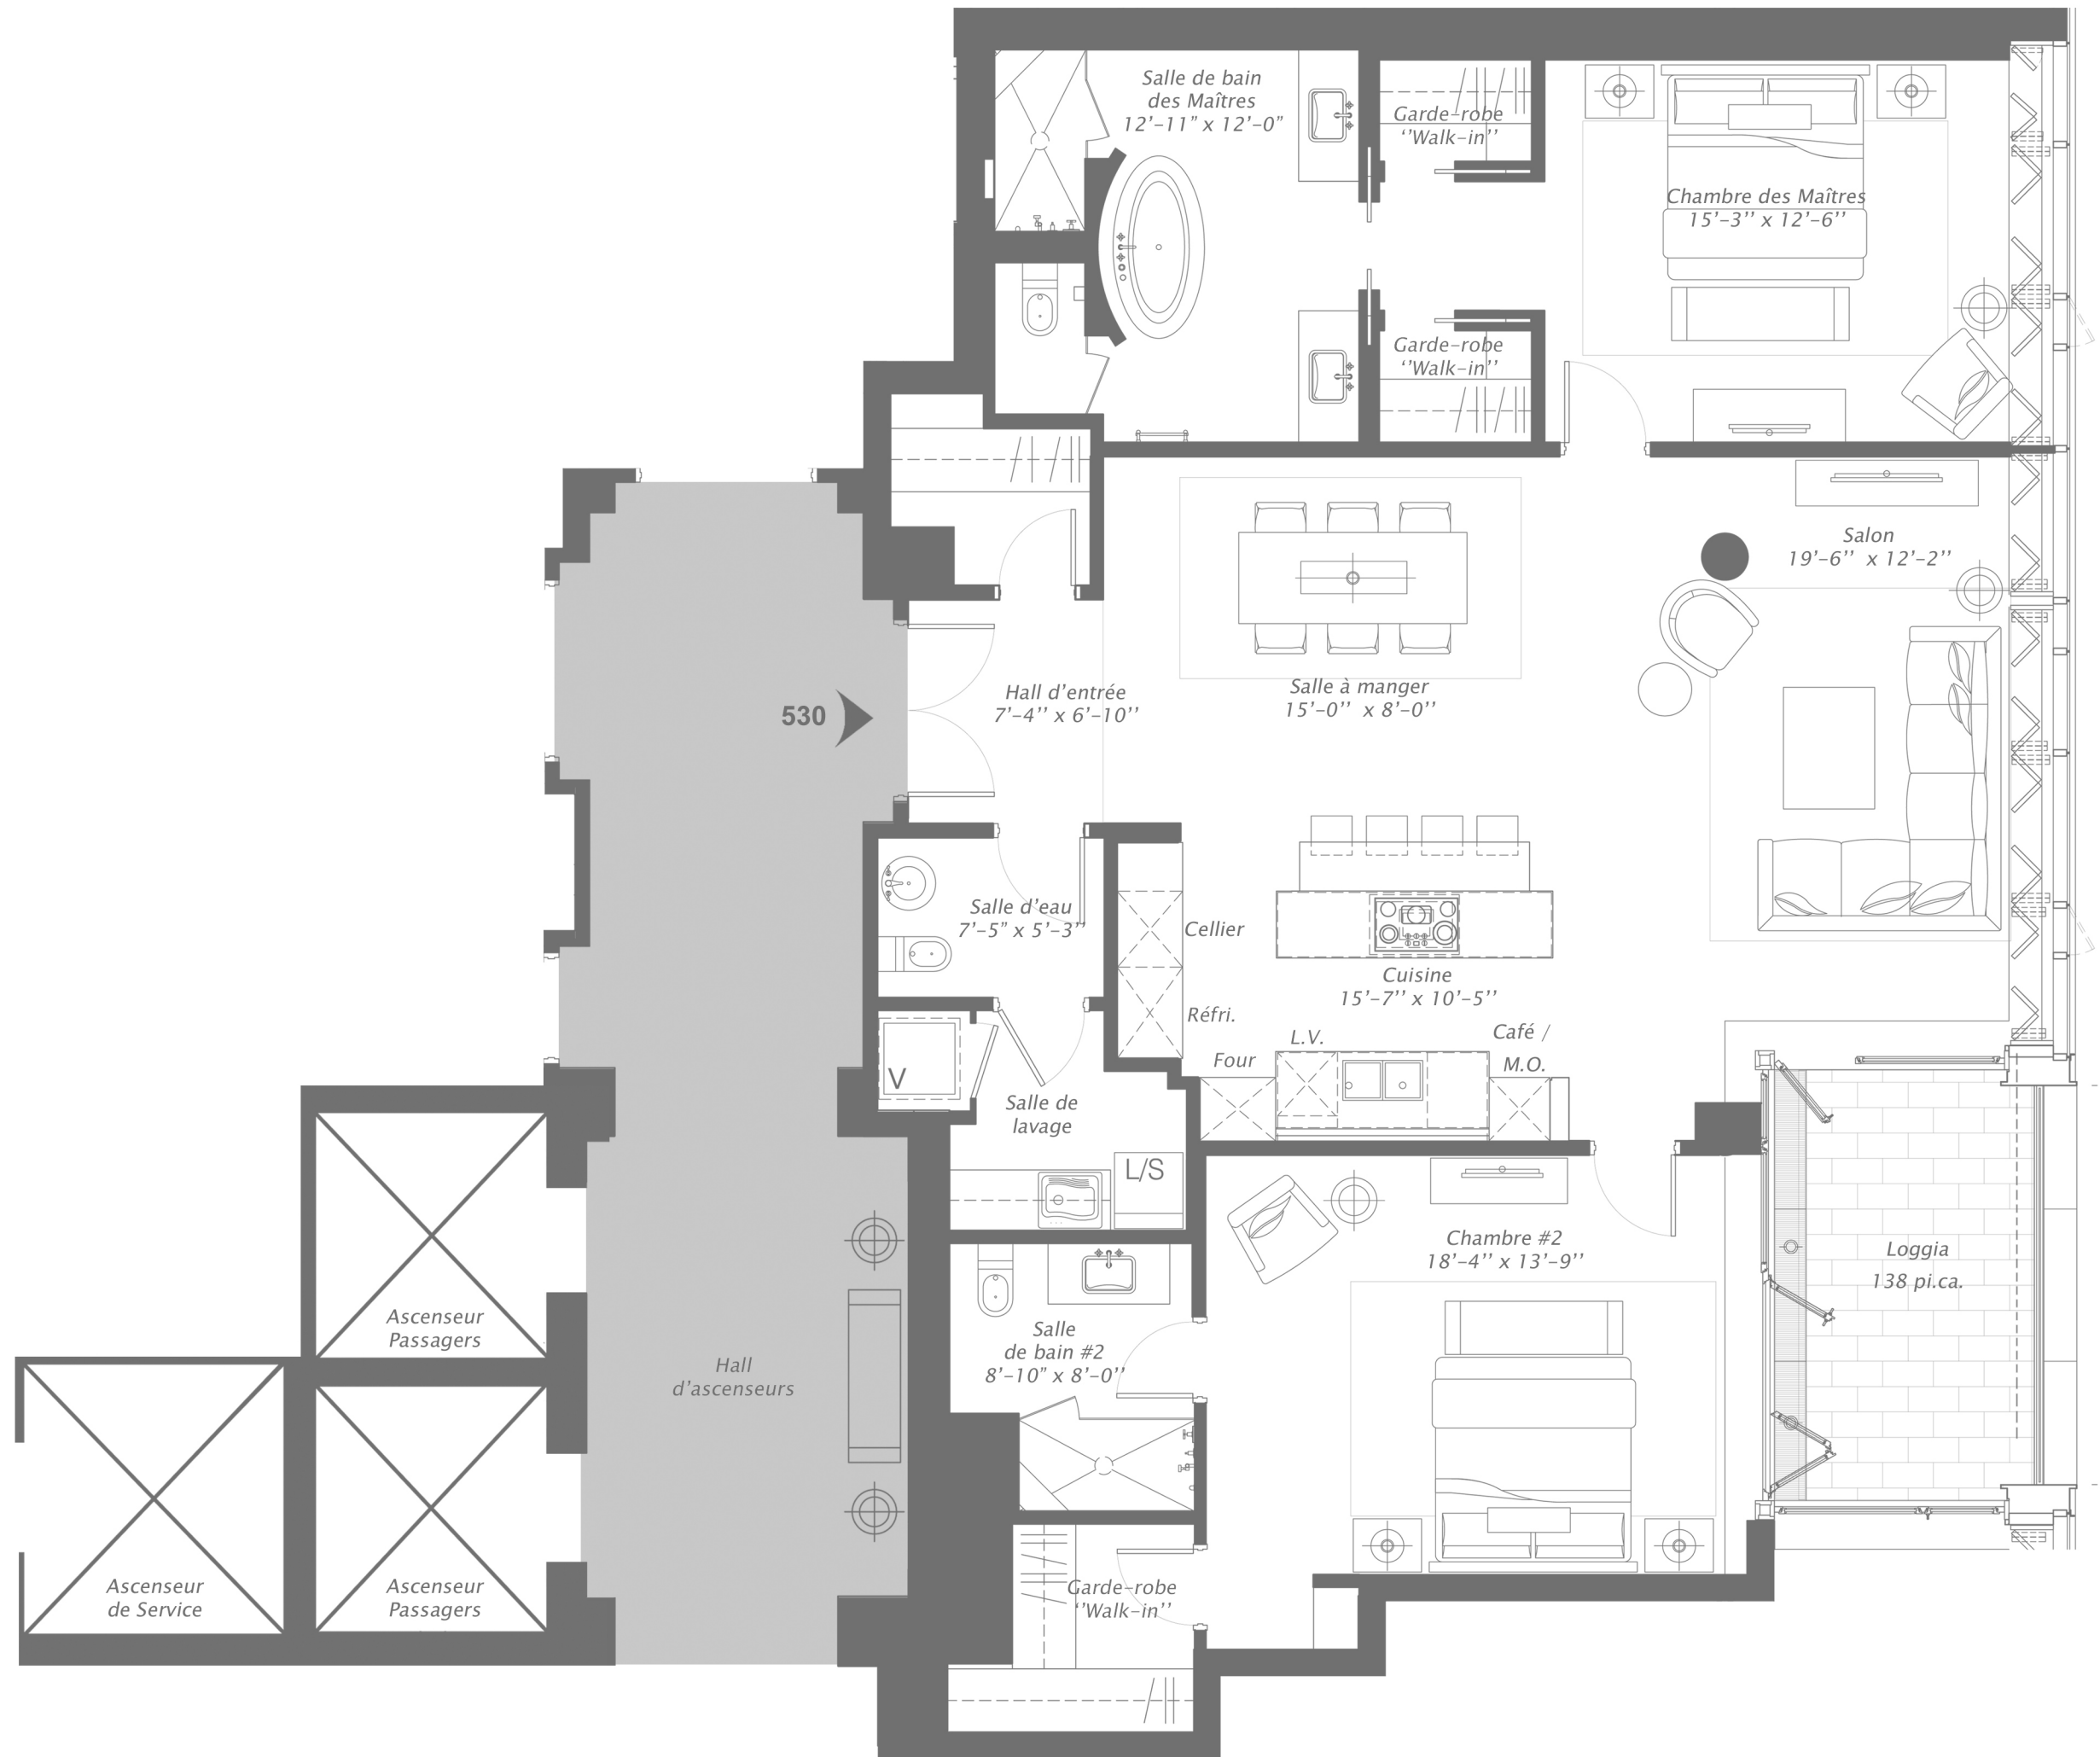 Salle de bain
des Maîtres
12'-11" x 12'-0"
Garde-robe
‘’Walk-in’’
Chambre des Maîtres
15’-3’’ x 12’-6’’
Garde-robe
‘’Walk-in’’
Salon
19’-6’’ x 12’-2’’
530
Hall d’entrée
7’-4’’ x 6’-10’’
Salle à manger
15’-0’’ x 8’-0’’
Salle d’eau
7’-5" x 5’-3’’
Cellier
Réfri.
Cuisine
15’-7’’ x 10’-5’’
Four
L.V.
Café /
M.O.
V
Salle de
lavage
L/S
Chambre #2
18’-4’’ x 13’-9’’
Loggia
138 pi.ca.
Salle
de bain #2
8’-10" x 8’-0’’
Ascenseur
Passagers
Hall
d’ascenseurs
Ascenseur
de Service
Ascenseur
Passagers
Garde-robe
‘’Walk-in’’